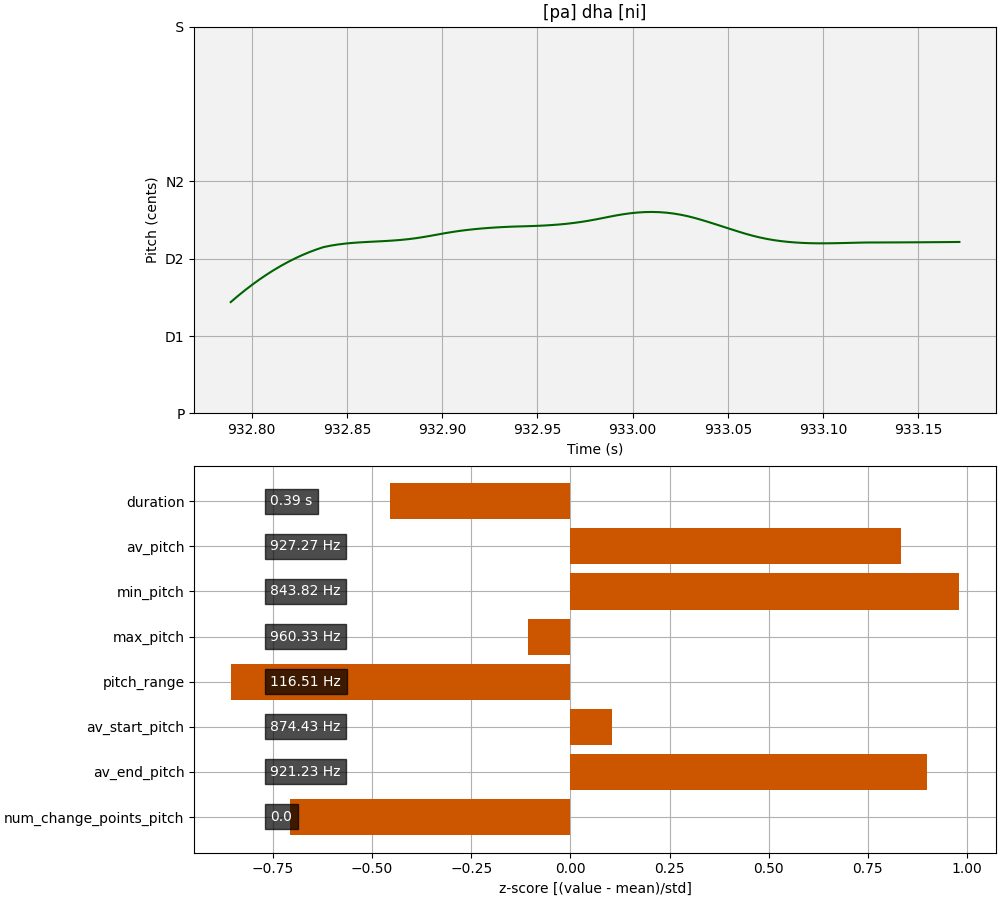 [pa] dha [ni]
S
N2
D2
D1
P
Pitch (cents)
932.80 932.85 932.90 932.95 933.00 933.05 933.10 933.15
Time (s)
duration 0.39 s
av_pitch 927.27 Hz
min_pitch 843.82 Hz
max_pitch 960.33 Hz
pitch_range 116.51 Hz
av_start_pitch 874.43 Hz
av_end_pitch 921.23 Hz
num_change_points_pitch 0.0
−0.75 −0.50 −0.25 0.00 0.25 0.50 0.75 1.00
z-score [(value - mean)/std]